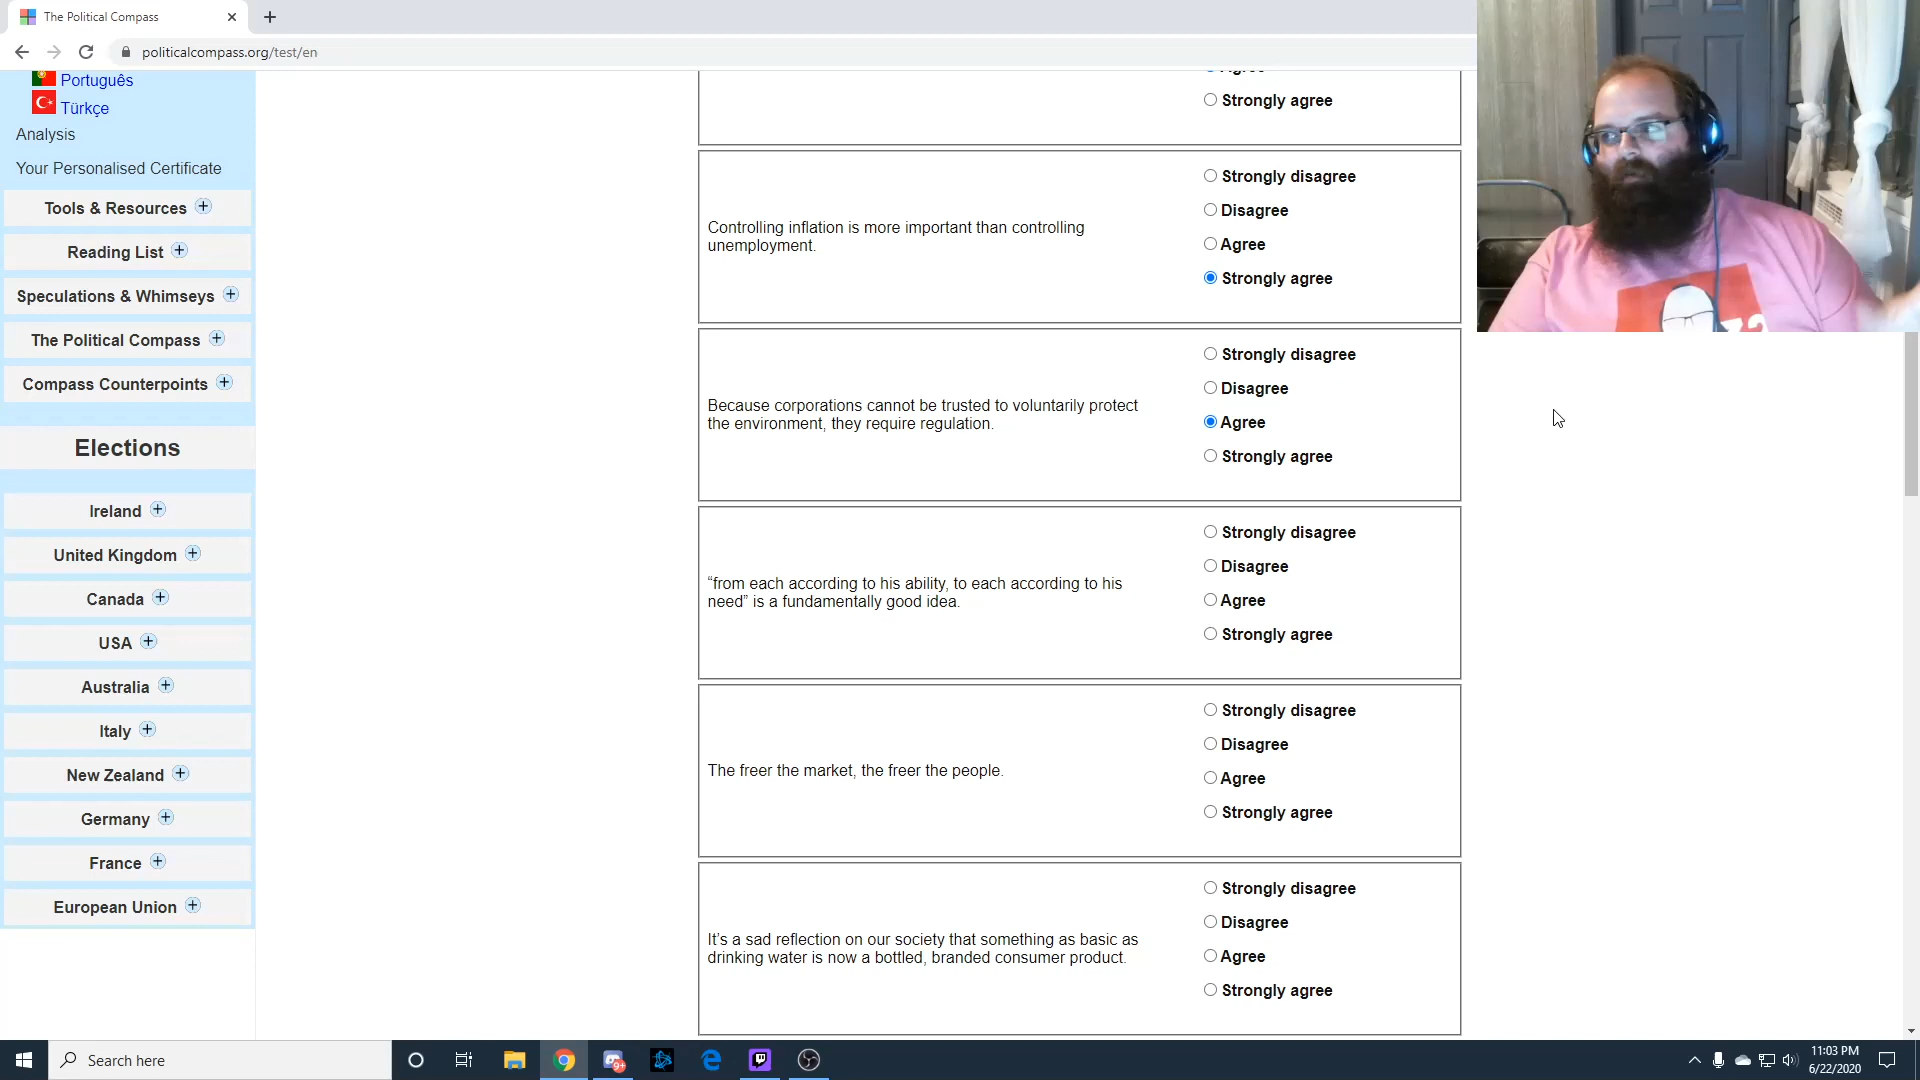 The Political Compass
politicalcompass.org/test/en
Português
Türkçe
Analysis
Your Personalised Certificate
Tools & Resources
Reading List
Speculations & Whimseys
The Political Compass
Compass Counterpoints
Elections
Ireland
United Kingdom
Canada
USA
Australia
Italy
New Zealand
Germany
France
European Union
Agree
Strongly agree
Controlling inflation is more important than controlling
unemployment.
Strongly disagree
Disagree
Agree
Strongly agree
Because corporations cannot be trusted to voluntarily protect
the environment, they require regulation.
Strongly disagree
Disagree
Agree
Strongly agree
“from each according to his ability, to each according to his
need” is a fundamentally good idea.
Strongly disagree
Disagree
Agree
Strongly agree
The freer the market, the freer the people.
Strongly disagree
Disagree
Agree
Strongly agree
It’s a sad reflection on our society that something as basic as
drinking water is now a bottled, branded consumer product.
Strongly disagree
Disagree
Agree
Strongly agree
Search here
9+
11:03 PM
6/22/2020